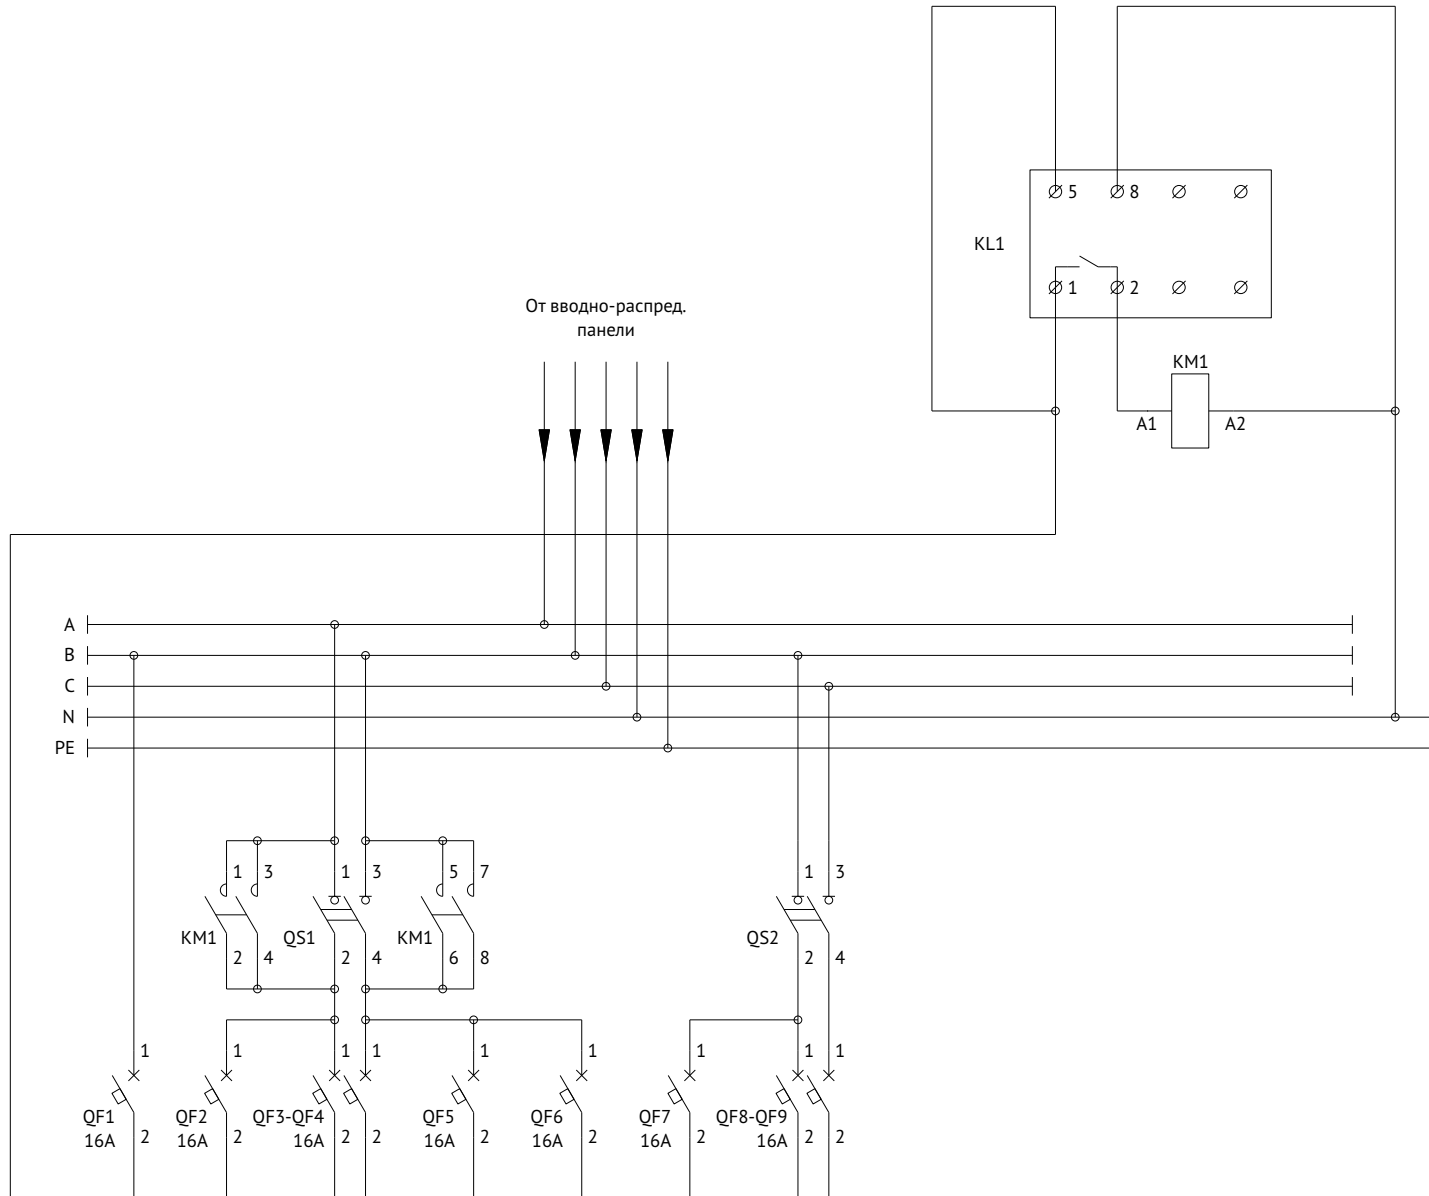 5 8
KL1
1 2
От вводно-распред.
панели
KM1
A1 A2
A
B
C
N
PE
1 3 1 3 5 7 1 3
KM1 QS1 KM1 QS2
2 4 2 4 6 8 2 4
1 1 1 1 1 1 1 1 1
QF1 QF2 QF3-QF4 QF5 QF6 QF7 QF8-QF9
16A 2 16A 2 16A 2 2 16A 2 16A 2 16A 2 16A 2 2